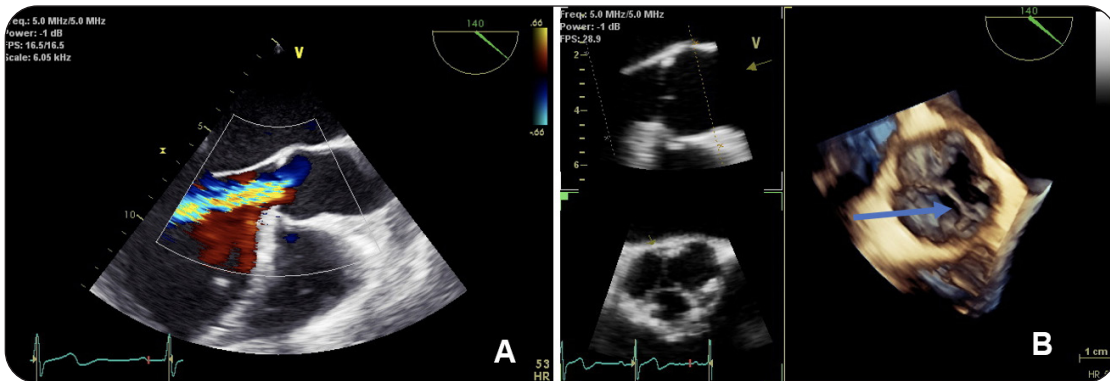 Freq.: 5.0 MHz/5.0 MHz
Power: -1 dB
FPS: 16.5/16.5
Scale: 6.05 kHz
V
140
.66
.66
5
10
A
53
HR
Freq.: 5.0 MHz/5.0 MHz
Power: -1 dB
FPS:28.9
V
2
4
6
140
B
1 cm
HR